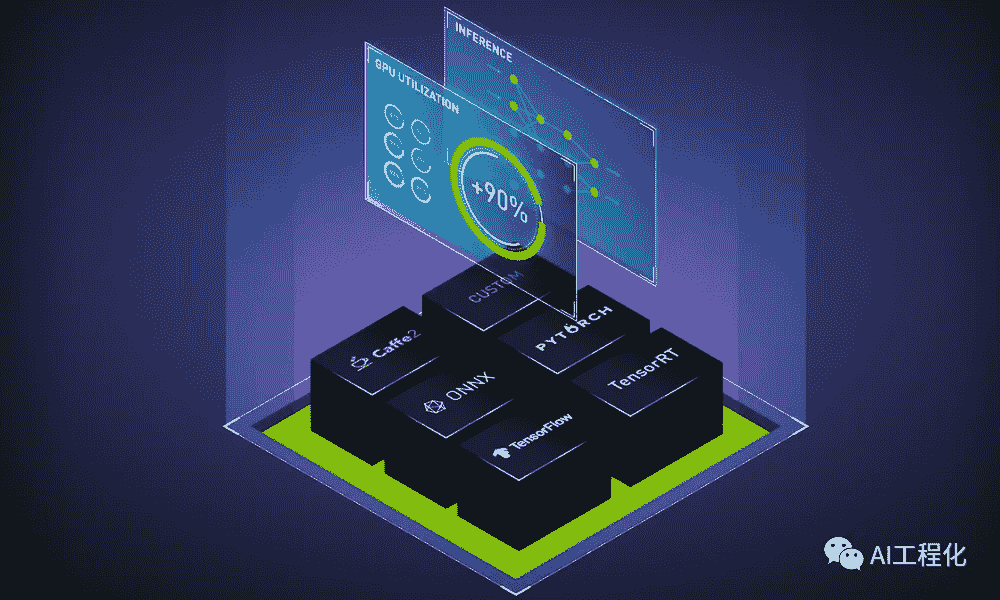 INFERENCE
GPU UTILIZATION
+90%
CUSTOM
Caffe2
PYTORCH
ONNX
TensorRT
TensorFlow
AI工程化